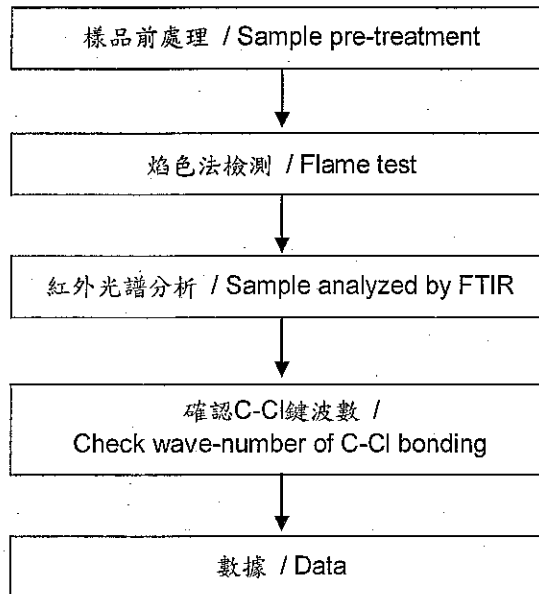 樣品前處理 / Sample pre-treatment
焰色法檢測 / Flame test
紅外光譜分析 / Sample analyzed by FTIR
確認C-Cl鍵波數 /
Check wave-number of C-Cl bonding
數據 / Data